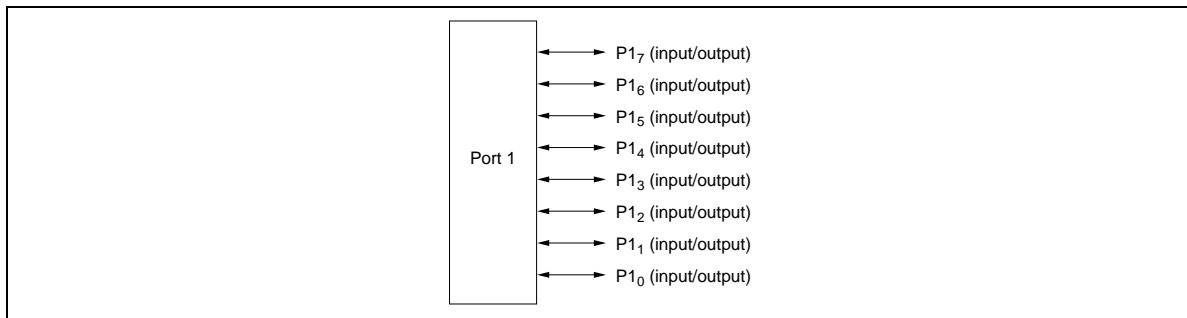 P1₇ (input/output)
P1₆ (input/output)
P1₅ (input/output)
P1₄ (input/output)
Port 1
P1₃ (input/output)
P1₂ (input/output)
P1₁ (input/output)
P1₀ (input/output)